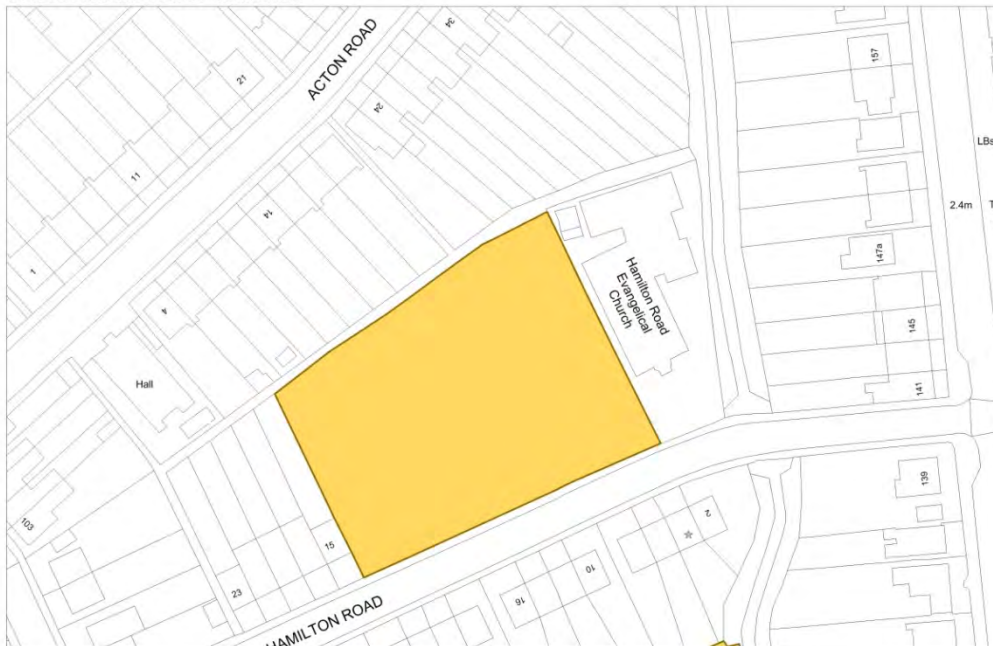 34
ACTON ROAD
157
21
24
LBs
11
2.4m
T
14
147a
1
Hamilton Road
Evangelical
Church
4
145
Hall
141
139
103
2
15
10
23
16
HAMILTON ROAD